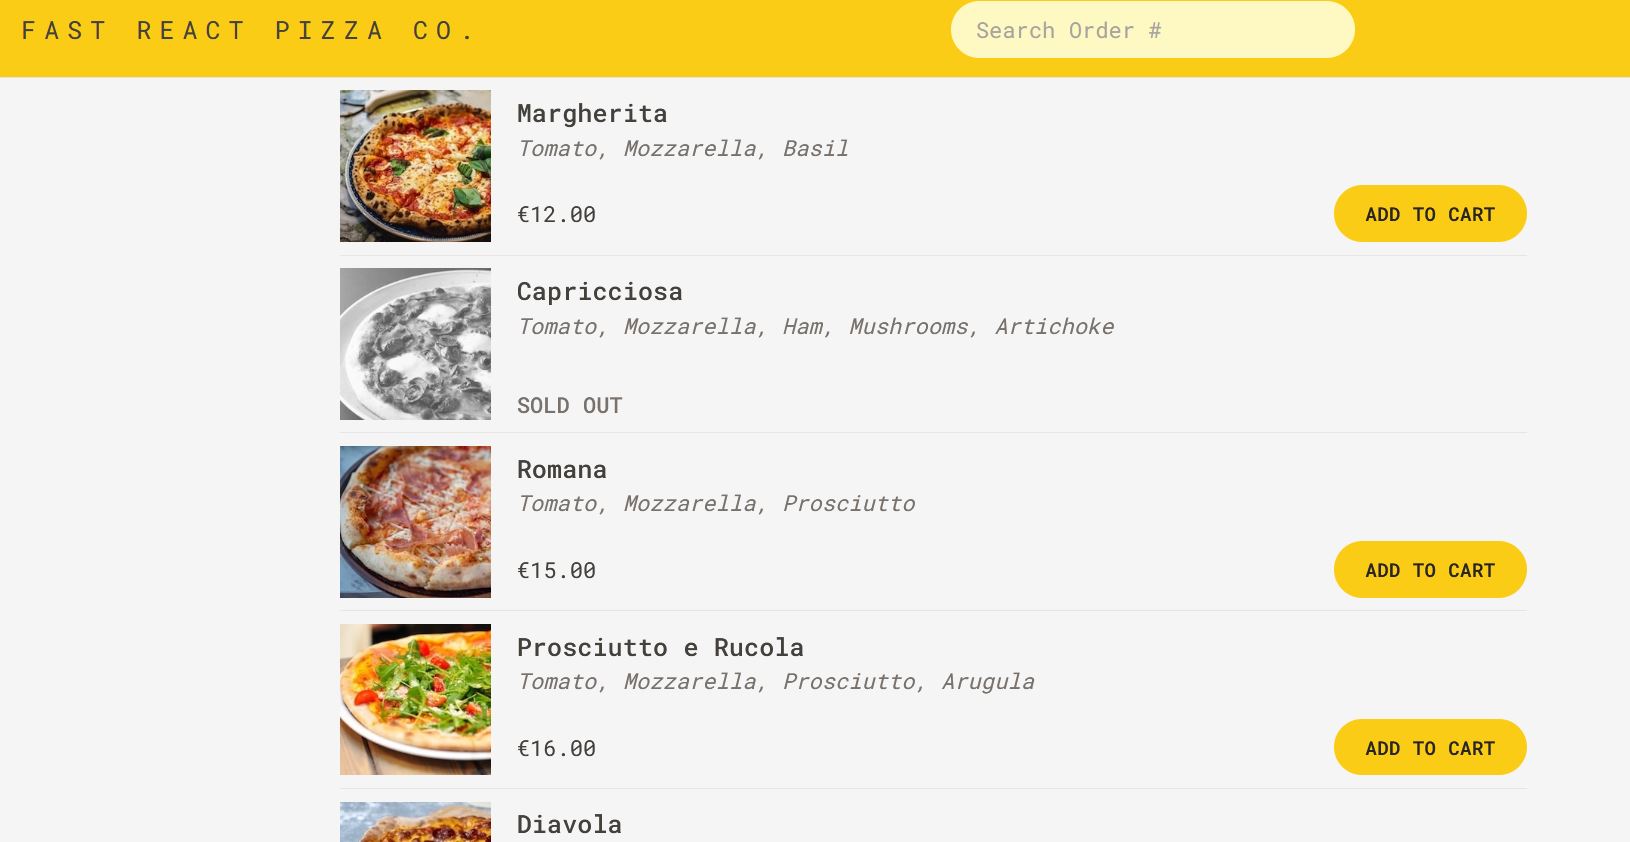 FAST REACT PIZZA CO.
Search Order #
Margherita
Tomato, Mozzarella, Basil
€12.00
ADD TO CART
Capricciosa
Tomato, Mozzarella, Ham, Mushrooms, Artichoke
SOLD OUT
Romana
Tomato, Mozzarella, Prosciutto
€15.00
ADD TO CART
Prosciutto e Rucola
Tomato, Mozzarella, Prosciutto, Arugula
€16.00
ADD TO CART
Diavola